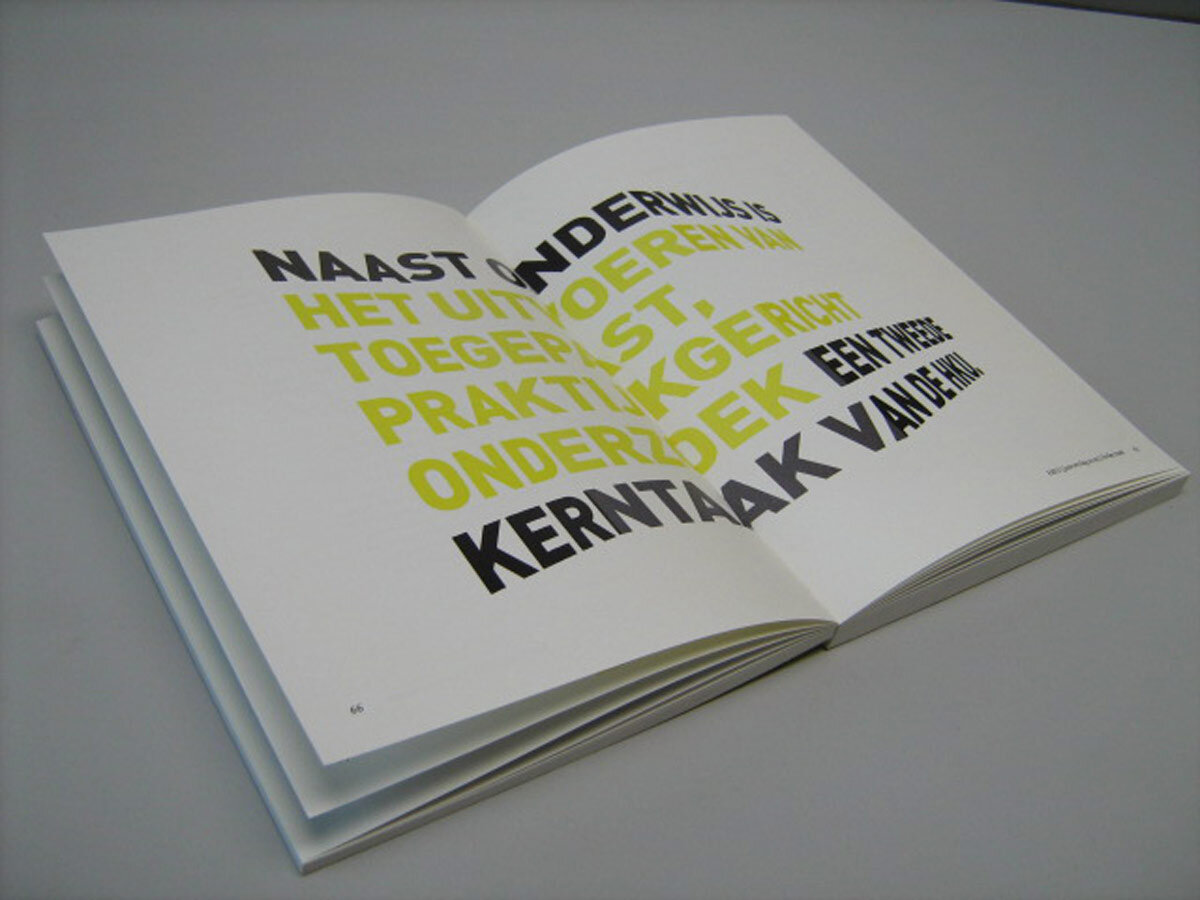 NAAST ONDERWIJS IS
HET UITVOEREN VAN
TOEGEPAST,
PRAKTIJKGERICHT
ONDERZOEK EEN TWEEDE
KERNTAAK VAN DE HKU.
66